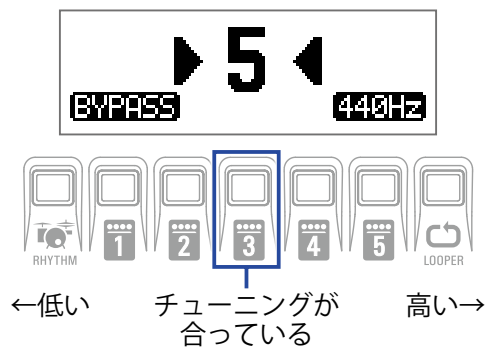 ▶5◀
BYPASS 440Hz
1 2 3 4 5
RHYTHM LOOPER
←低い チューニングが 高い→
合っている